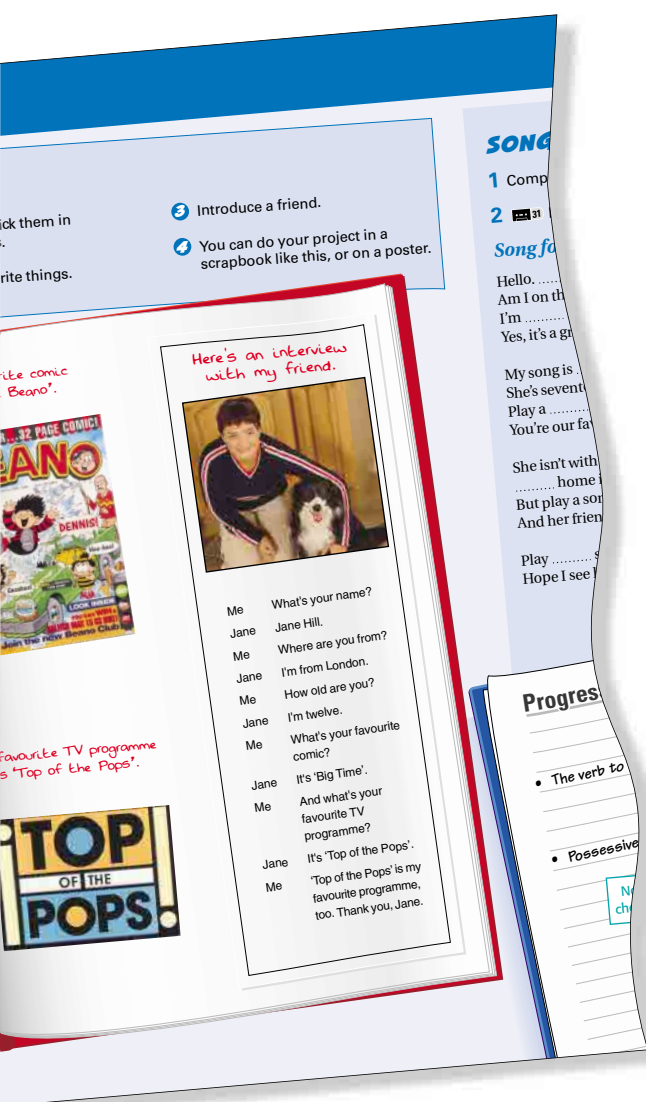 ick them in
s.
rite things.
3 Introduce a friend.
4 You can do your project in a
scrapbook like this, or on a poster.
rite comic
Beano'.
32 PAGE COMIC!
EANO
DENNIS!
LOOK INSIDE
Join the new Beano Club
favourite TV programme
s 'Top of the Pops'.
TOP
OF THE
POPS!
Here's an interview
with my friend.
Me What's your name?
Jane Jane Hill.
Me Where are you from?
Jane I'm from London.
Me How old are you?
Jane I'm twelve.
Me What's your favourite
comic?
Jane It's 'Big Time'.
Me And what's your
favourite TV
programme?
Jane It's 'Top of the Pops'.
Me 'Top of the Pops' is my
favourite programme,
too. Thank you, Jane.
SONG
1 Comp
2 31
Song fo
Hello. ......
Am I on th
I'm ..........
Yes, it's a gr
My song is .
She's sevent
Play a ..........
You're our fav
She isn't with
.......... home i
But play a son
And her frien
Play .......... s
Hope I see
Progres
• The verb to
• Possessive
No
che